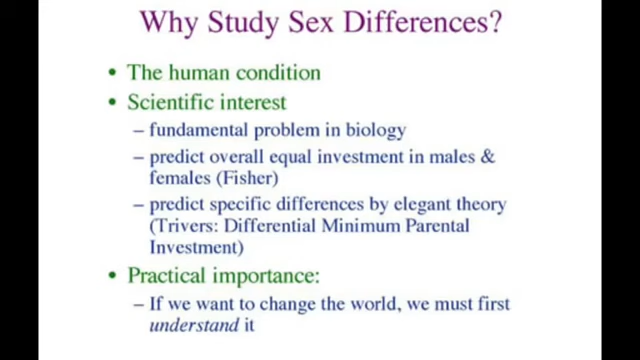 Why Study Sex Differences?
• The human condition
• Scientific interest
– fundamental problem in biology
– predict overall equal investment in males &
females (Fisher)
– predict specific differences by elegant theory
(Trivers: Differential Minimum Parental
Investment)
• Practical importance:
– If we want to change the world, we must first
understand it